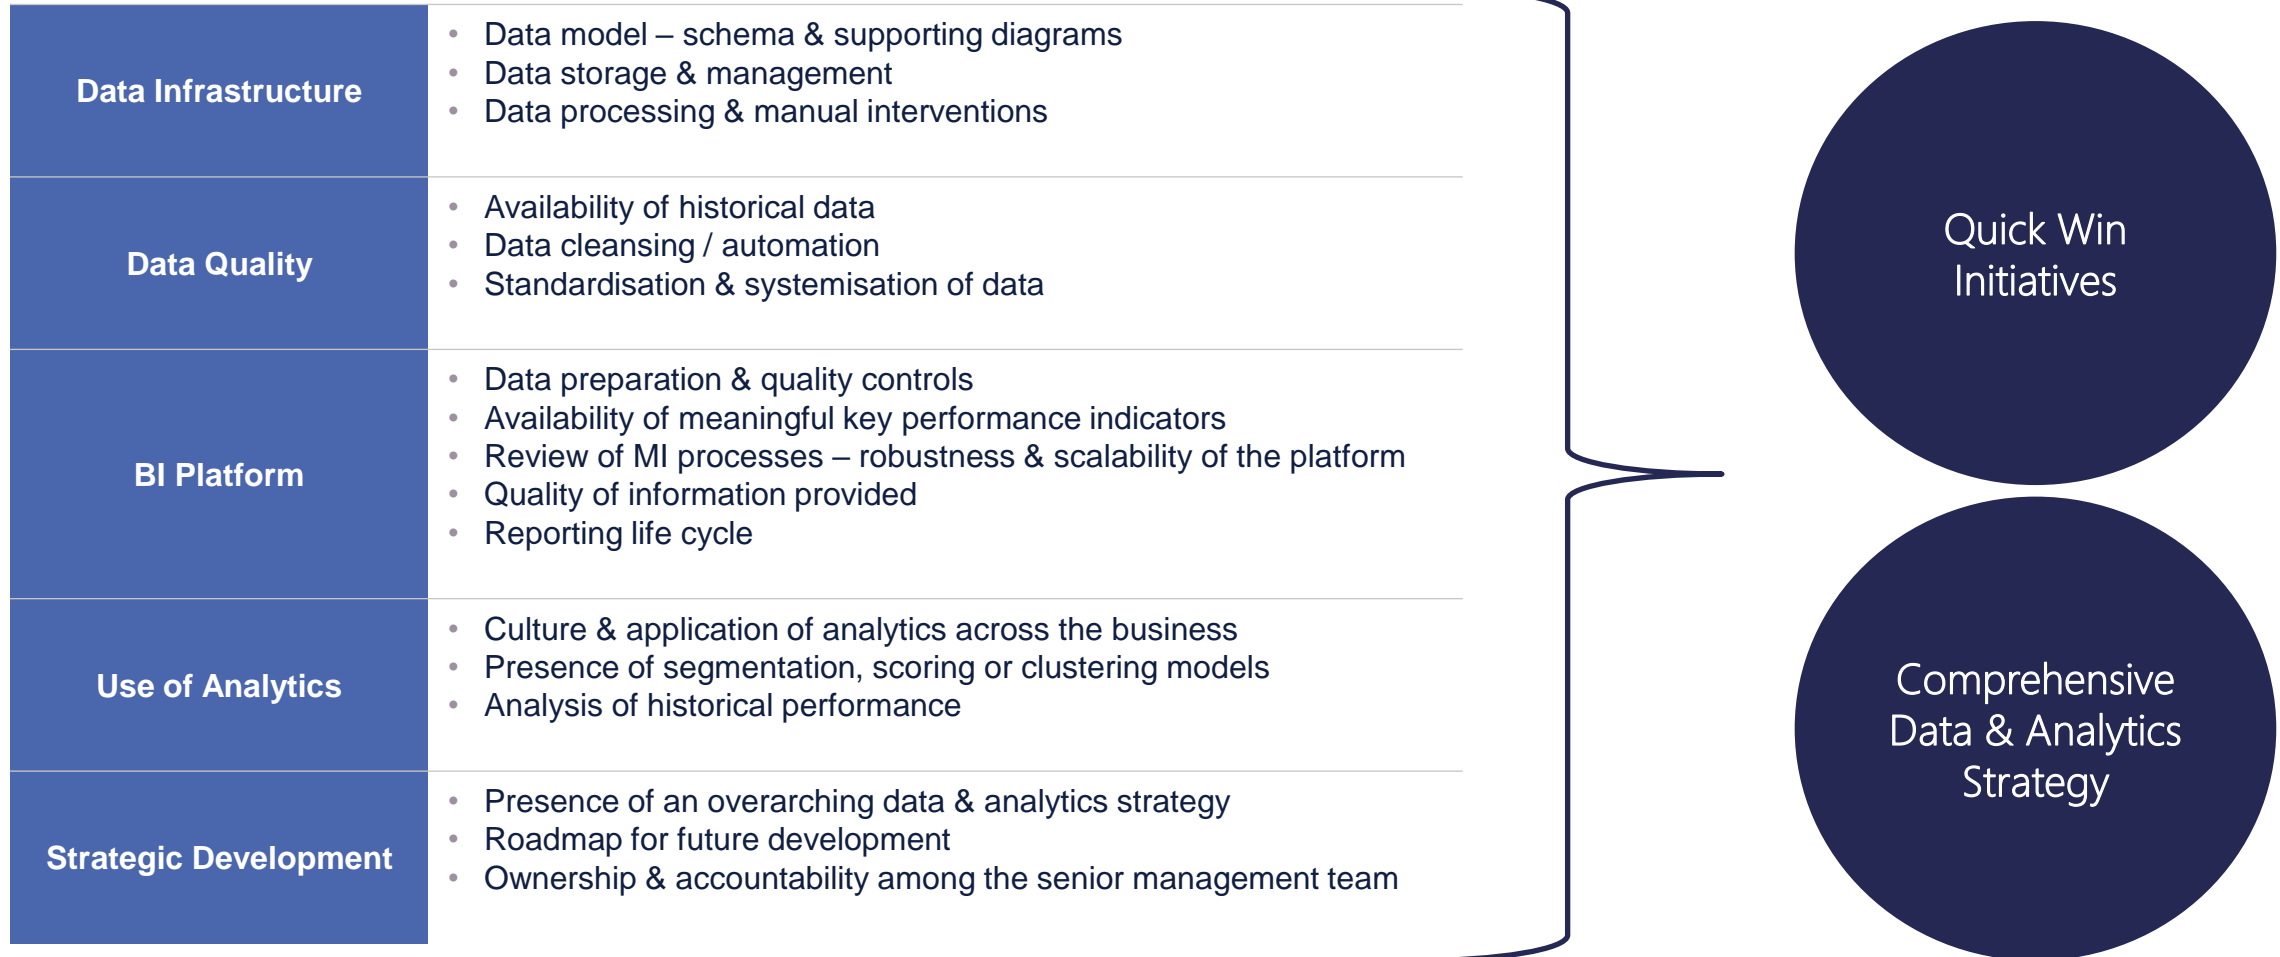 Data Infrastructure
• Data model – schema & supporting diagrams
• Data storage & management
• Data processing & manual interventions
Data Quality
• Availability of historical data
• Data cleansing / automation
• Standardisation & systemisation of data
BI Platform
• Data preparation & quality controls
• Availability of meaningful key performance indicators
• Review of MI processes – robustness & scalability of the platform
• Quality of information provided
• Reporting life cycle
Use of Analytics
• Culture & application of analytics across the business
• Presence of segmentation, scoring or clustering models
• Analysis of historical performance
Strategic Development
• Presence of an overarching data & analytics strategy
• Roadmap for future development
• Ownership & accountability among the senior management team
Quick Win
Initiatives
Comprehensive
Data & Analytics
Strategy